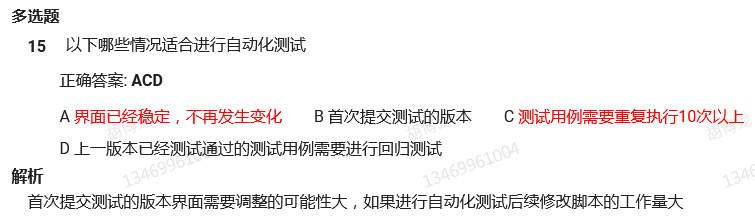 多选题
15 以下哪些情况适合进行自动化测试
正确答案: ACD
A 界面已经稳定，不再发生变化 B 首次提交测试的版本 C 测试用例需要重复执行10次以上
D 上一版本已经测试通过的测试用例需要进行回归测试
解析
首次提交测试的版本界面需要调整的可能性大，如果进行自动化测试后续修改脚本的工作量大
13469961004
13469961004